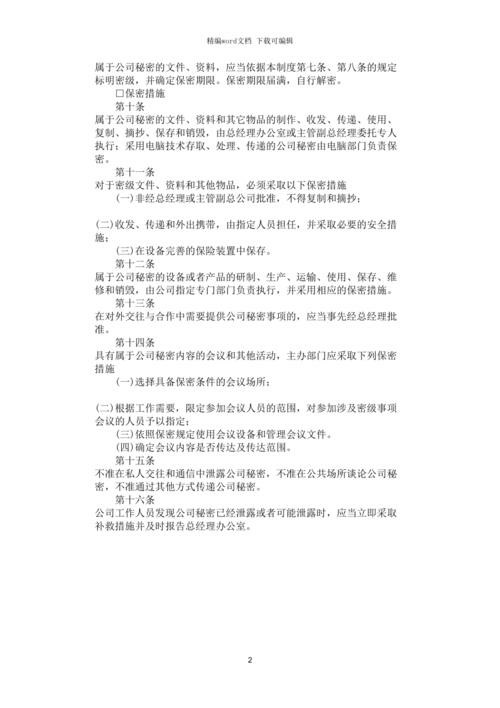 精编word文档 下载可编辑
属于公司秘密的文件、资料，应当依据本制度第七条、第八条的规定
标明密级，并确定保密期限。保密期限届满，自行解密。
□保密措施
第十条
属于公司秘密的文件、资料和其它物品的制作、收发、传递、使用、
复制、摘抄、保存和销毁，由总经理办公室或主管副总经理委托专人
执行；采用电脑技术存取、处理、传递的公司秘密由电脑部门负责保
密。
第十一条
对于密级文件、资料和其他物品，必须采取以下保密措施
(一)非经总经理或主管副总公司批准，不得复制和摘抄；
(二)收发、传递和外出携带，由指定人员担任，并采取必要的安全措
施；
(三)在设备完善的保险装置中保存。
第十二条
属于公司秘密的设备或者产品的研制、生产、运输、使用、保存、维
修和销毁，由公司指定专门部门负责执行，并采用相应的保密措施。
第十三条
在对外交往与合作中需要提供公司秘密事项的，应当事先经总经理批
准。
第十四条
具有属于公司秘密内容的会议和其他活动，主办部门应采取下列保密
措施
(一)选择具备保密条件的会议场所；
(二)根据工作需要，限定参加会议人员的范围，对参加涉及密级事项
会议的人员予以指定；
(三)依照保密规定使用会议设备和管理会议文件。
(四)确定会议内容是否传达及传达范围。
第十五条
不准在私人交往和通信中泄露公司秘密，不准在公共场所谈论公司秘
密，不准通过其他方式传递公司秘密。
第十六条
公司工作人员发现公司秘密已经泄露或者可能泄露时，应当立即采取
补救措施并及时报告总经理办公室。
2